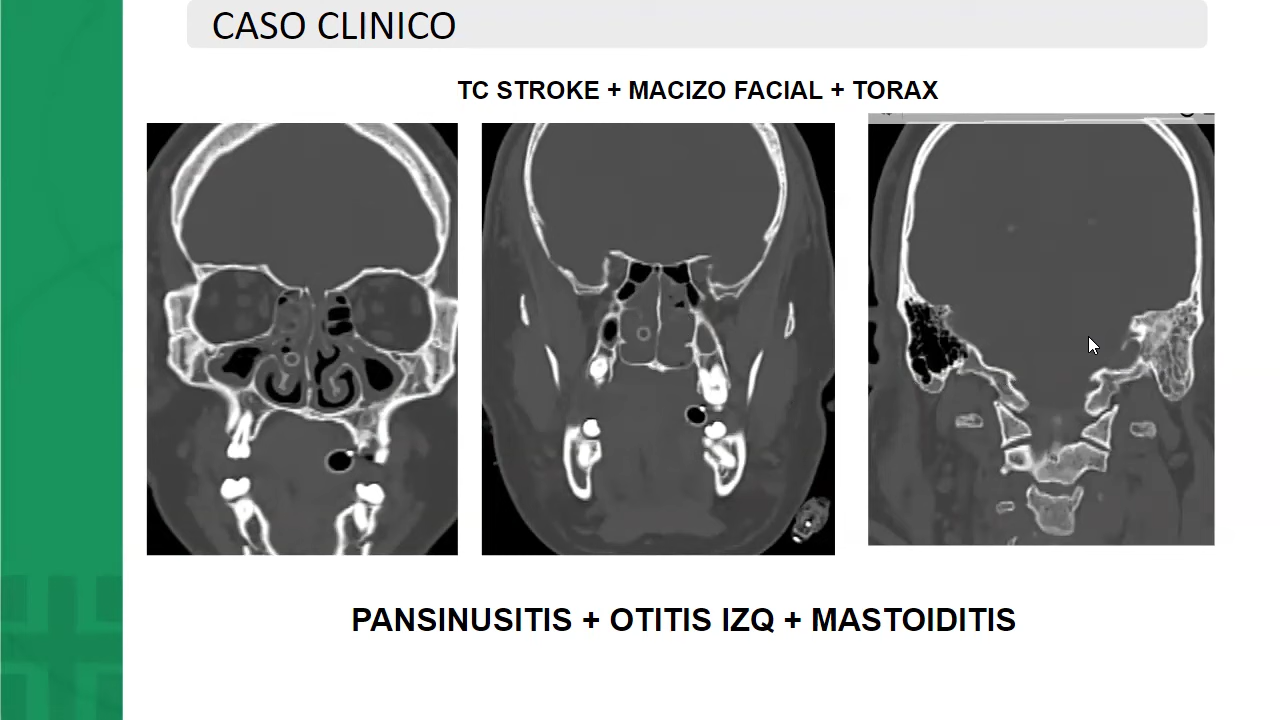 CASO CLINICO
TC STROKE + MACIZO FACIAL + TORAX
PANSINUSITIS + OTITIS IZQ + MASTOIDITIS